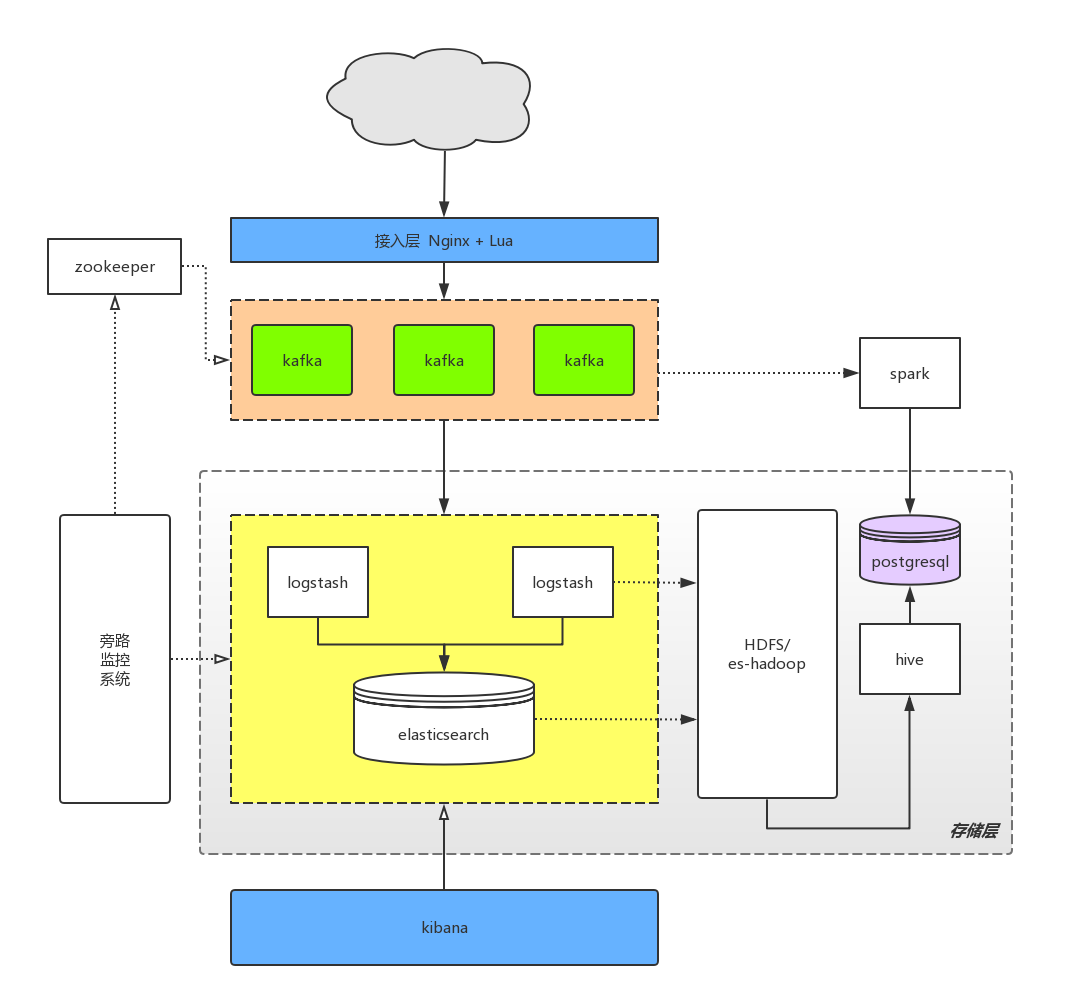 接入层 Nginx + Lua
zookeeper
kafka
kafka
kafka
spark
logstash
logstash
postgresql
旁路
监控
系统
HDFS/
es-hadoop
hive
elasticsearch
存储层
kibana